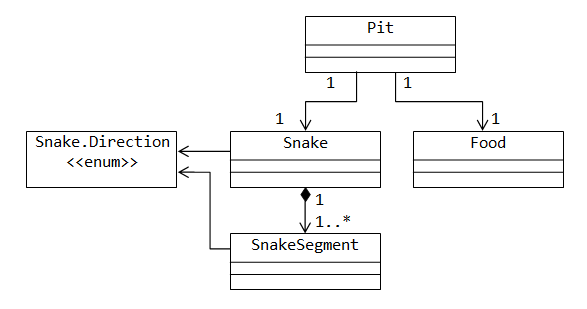 Pit
1
1
1
1
Snake.Direction
<<enum>>
Snake
Food
1
1..*
SnakeSegment